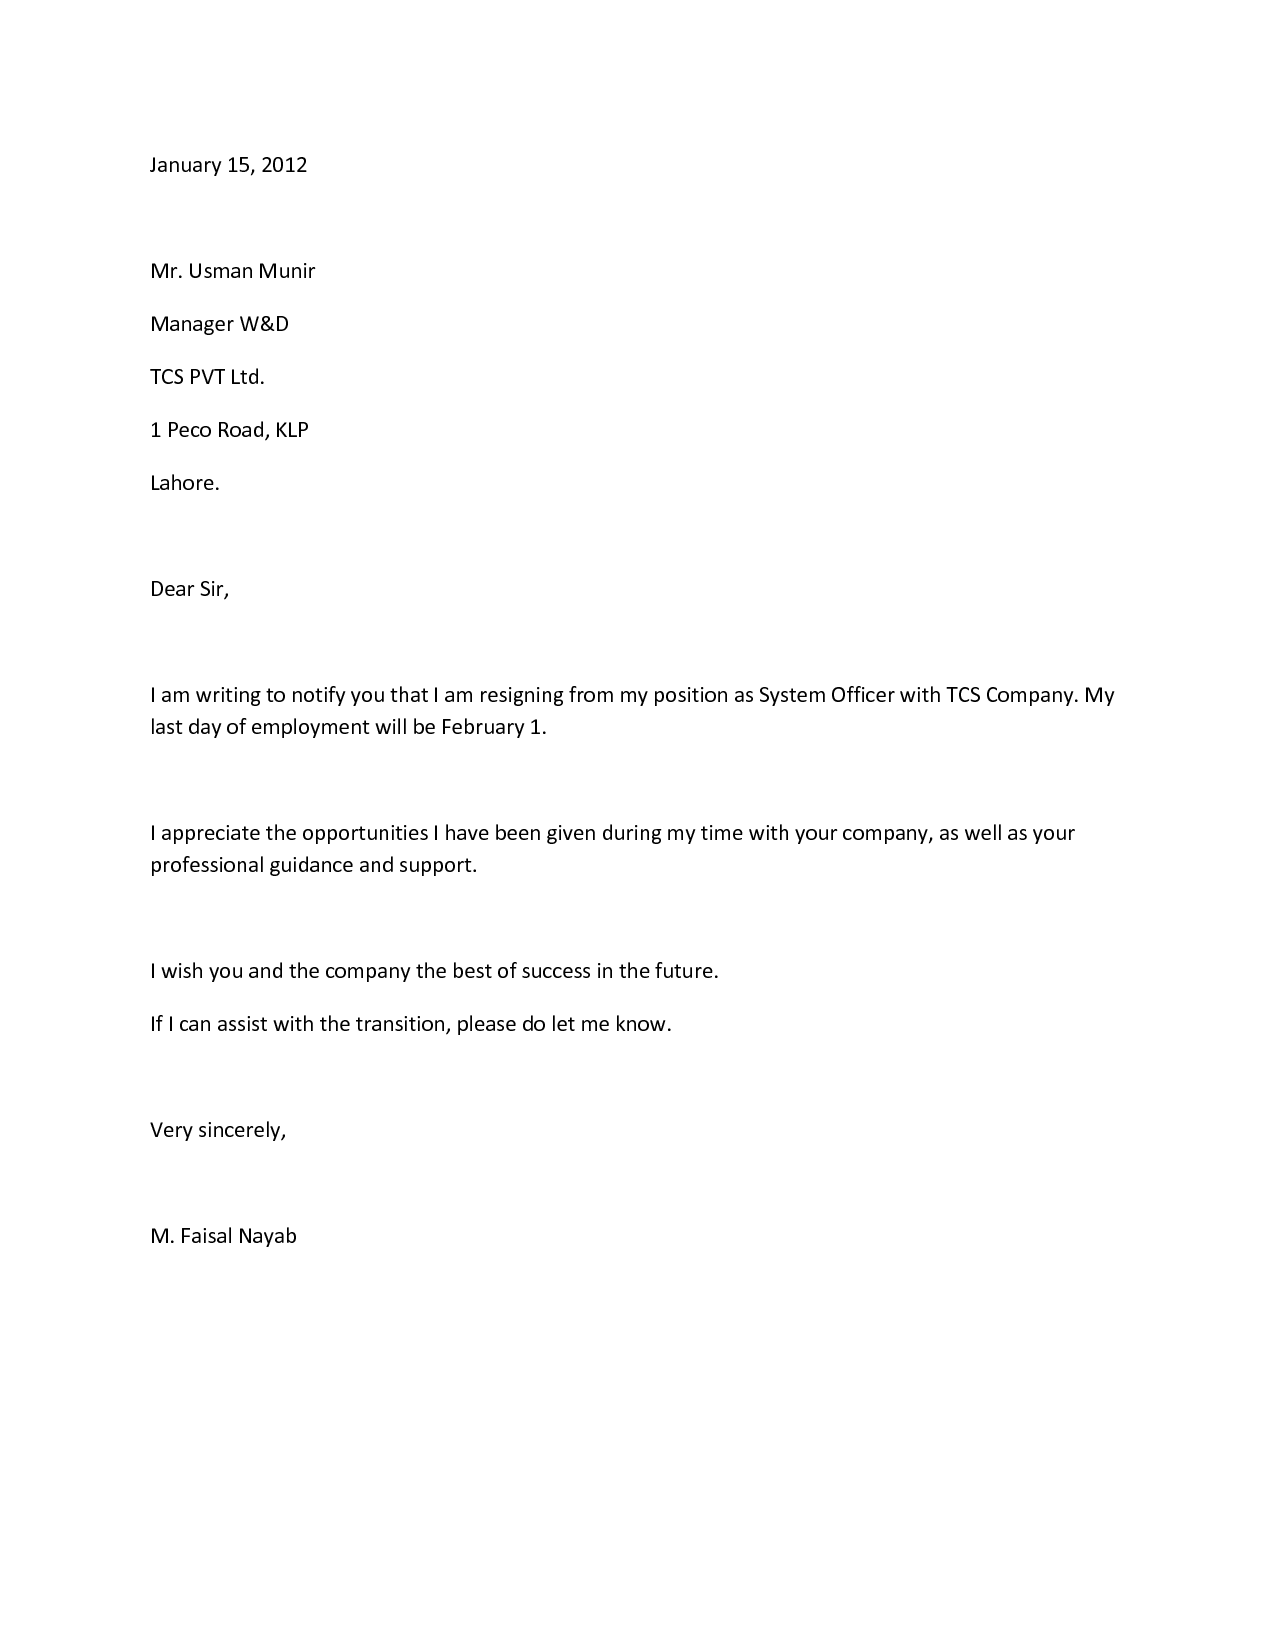 January 15, 2012
Mr. Usman Munir
Manager W&D
TCS PVT Ltd.
1 Peco Road, KLP
Lahore.
Dear Sir,
I am writing to notify you that I am resigning from my position as System Officer with TCS Company. My
last day of employment will be February 1.
I appreciate the opportunities I have been given during my time with your company, as well as your
professional guidance and support.
I wish you and the company the best of success in the future.
If I can assist with the transition, please do let me know.
Very sincerely,
M. Faisal Nayab